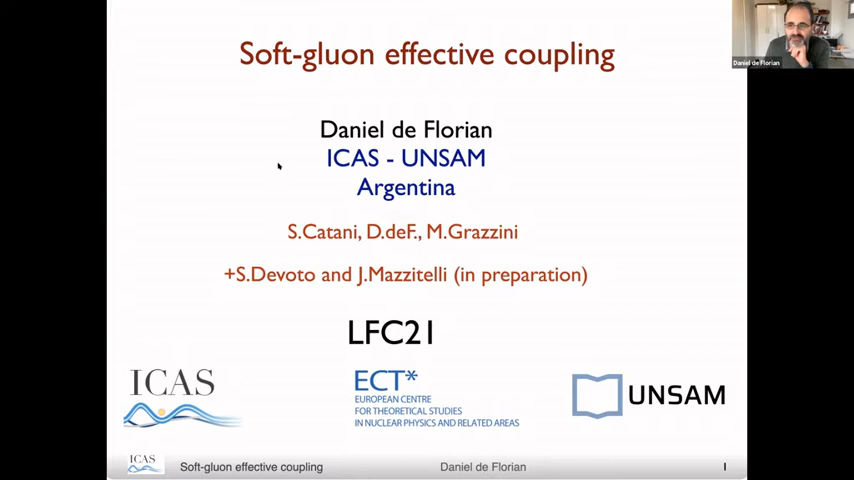 Soft-gluon effective coupling
Daniel de Florian
Daniel de Florian
ICAS - UNSAM
Argentina
S.Catani, D.deF., M.Grazzini
+S.Devoto and J.Mazzitelli (in preparation)
LFC21
ICAS
ECT*
EUROPEAN CENTRE
FOR THEORETICAL STUDIES
IN NUCLEAR PHYSICS AND RELATED AREAS
UNSAM
ICAS
Soft-gluon effective coupling
Daniel de Florian
1